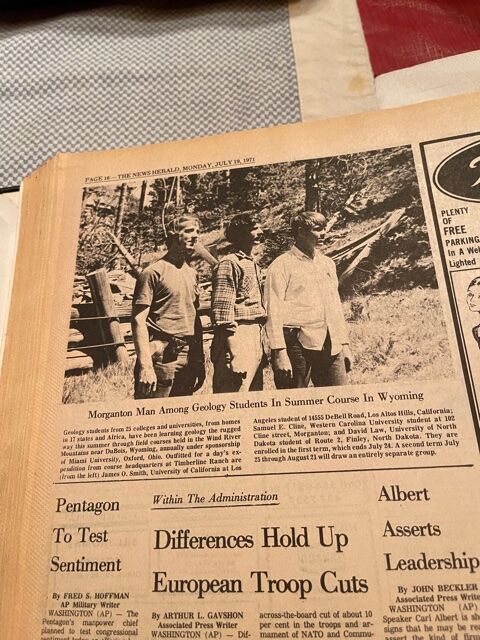 PAGE 16 — THE NEWS HERALD, MONDAY, JULY 19, 1971
Morganton Man Among Geology Students In Summer Course In Wyoming
Geology students from 25 colleges and universities, from homes
in 17 states and Africa, have been learning geology the rugged
way this summer through field courses held in the Wind River
Mountains near DuBois, Wyoming, annually under sponsorship
of Miami University, Oxford, Ohio. Outfitted for a day's ex-
pedition from course headquarters at Timberline Ranch are
(from the left) James O. Smith, University of California at Los
Angeles student of 14555 DeBell Road, Los Altos Hills, California;
Samuel E. Cline, Western Carolina University student at 102
Cline street, Morganton; and David Law, University of North
Dakota student of Route 2, Finley, North Dakota. They are
enrolled in the first term, which ends July 24. A second term July
25 through August 21 will draw an entirely separate group.
PLENTY
OF
FREE
PARKING
In a Wel
Lighted
Pentagon
To Test
Sentiment
By FRED S. HOFFMAN
AP Military Writer
WASHINGTON (AP) — The
Pentagon's manpower chief
planned to test congressional
Within The Administration
Differences Hold Up
European Troop Cuts
By ARTHUR L. GAVSHON
Associated Press Write
WASHINGTON (AP) — Dif-
across-the-board cut of about 10
per cent in the troops and ar-
mament of NATO and Commu
Albert
Asserts
Leadership
By JOHN BECKLER
Associated Press Write
WASHINGTON (AP)
Speaker Carl Albert is sh
signs that he may be re
assert the kind of firm